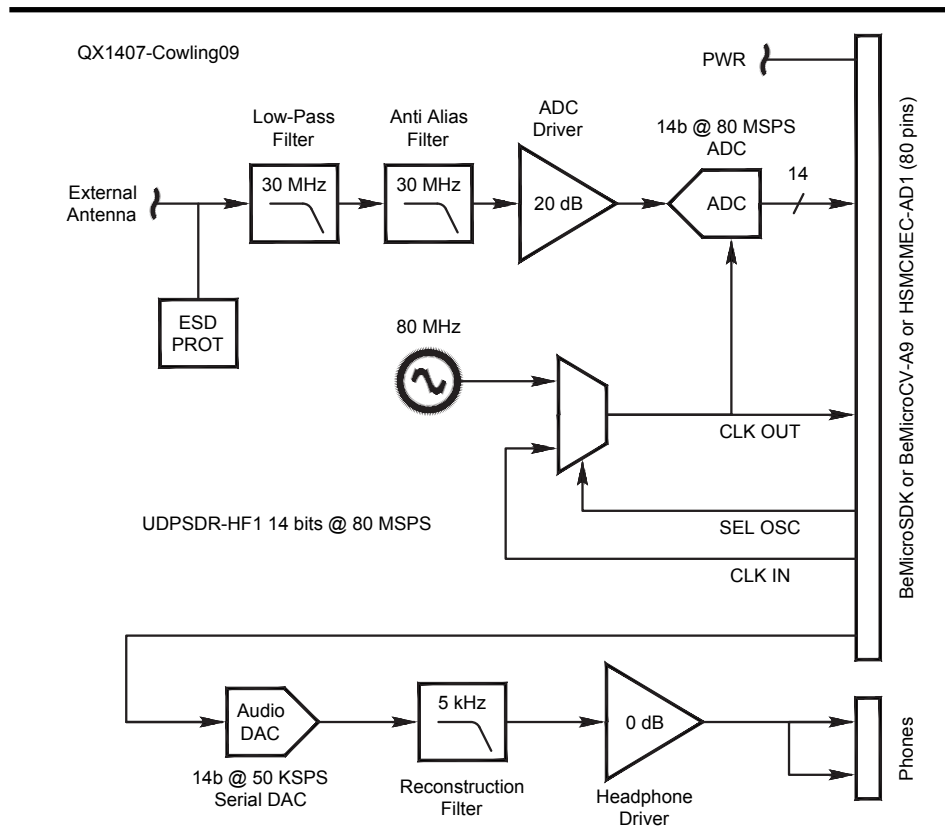 QX1407-Cowling09
PWR
Low-Pass
Filter
Anti Alias
Filter
ADC
Driver
14b @ 80 MSPS
ADC
External
Antenna
30 MHz
30 MHz
20 dB
ADC
14
ESD
PROT
80 MHz
CLK OUT
UDPSDR-HF1 14 bits @ 80 MSPS
SEL OSC
CLK IN
BeMicroSDK or BeMicroCV-A9 or HSMCMEC-AD1 (80 pins)
Audio
DAC
5 kHz
0 dB
14b @ 50 KSPS
Serial DAC
Reconstruction
Filter
Headphone
Driver
Phones